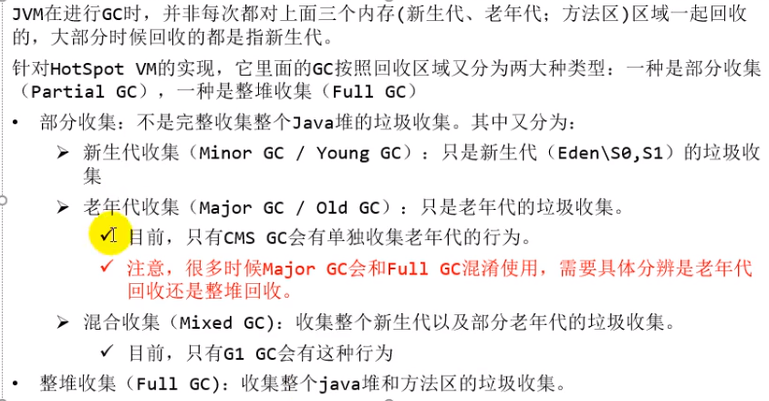 JVM在进行GC时，并非每次都对上面三个内存(新生代、老年代；方法区)区域一起回收
的，大部分时候回收的都是指新生代。
针对HotSpot VM的实现，它里面的GC按照回收区域又分为两大种类型：一种是部分收集
（Partial GC），一种是整堆收集（Full GC）
• 部分收集：不是完整收集整个Java堆的垃圾收集。其中又分为：
➢ 新生代收集（Minor GC / Young GC）：只是新生代（Eden\S0,S1）的垃圾收
集
➢ 老年代收集（Major GC / Old GC）：只是老年代的垃圾收集。
✓ 目前，只有CMS GC会有单独收集老年代的行为。
✓ 注意，很多时候Major GC会和Full GC混淆使用，需要具体分辨是老年代
回收还是整堆回收。
➢ 混合收集（Mixed GC)：收集整个新生代以及部分老年代的垃圾收集。
✓ 目前，只有G1 GC会有这种行为
• 整堆收集（Full GC)：收集整个java堆和方法区的垃圾收集。